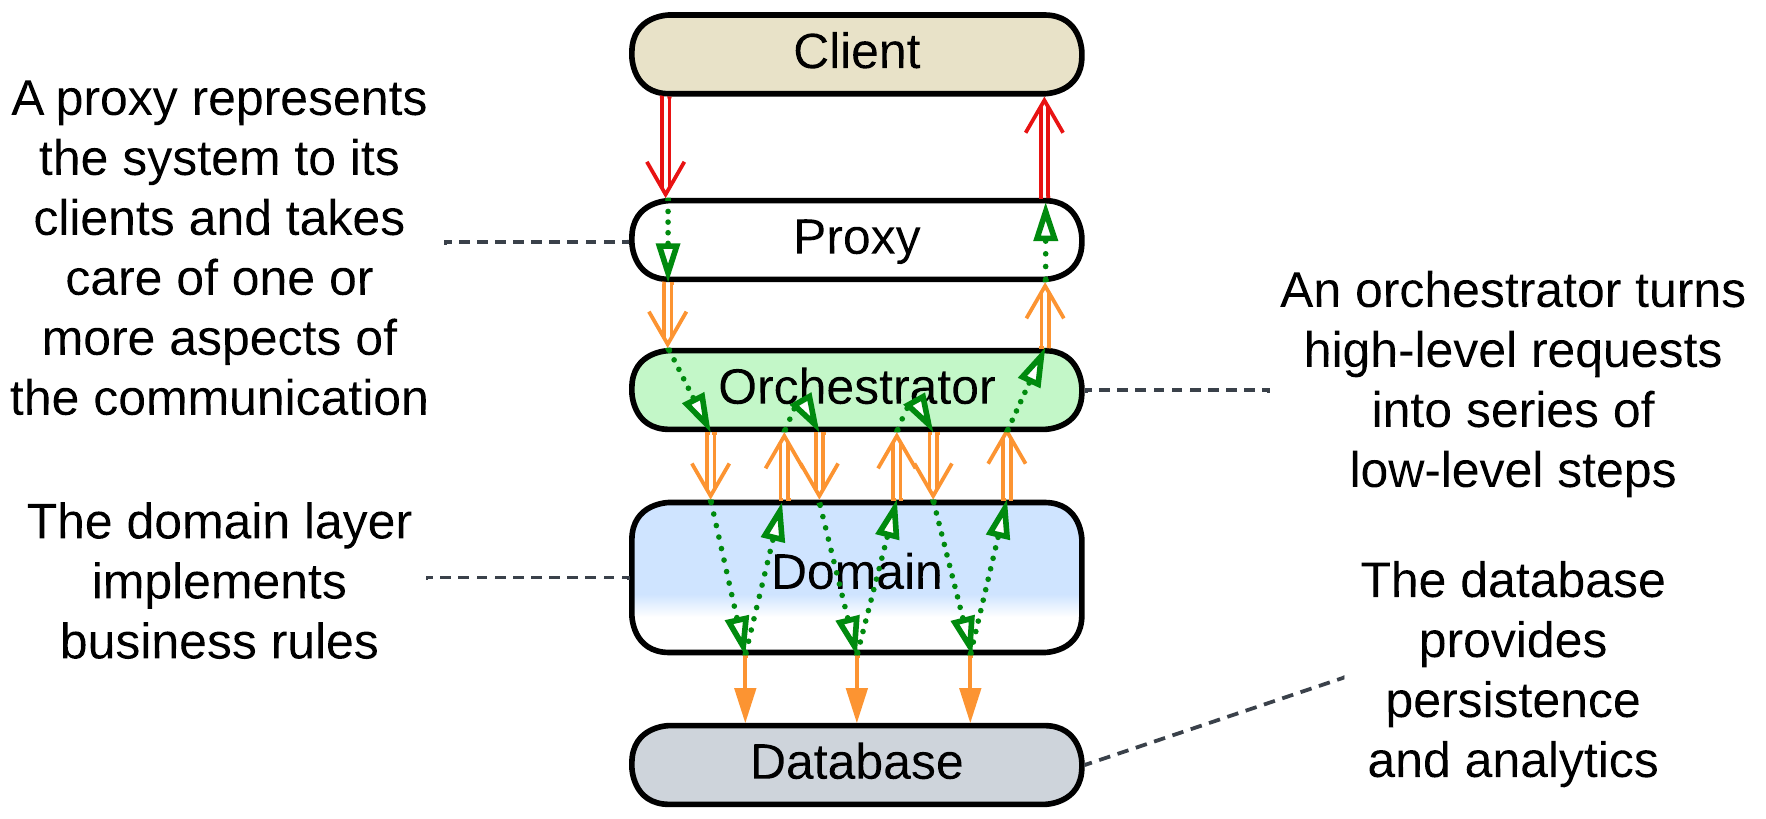 Client
A proxy represents
the system to its
clients and takes
care of one or
more aspects of
the communication
Proxy
An orchestrator turns
high-level requests
into series of
low-level steps
Orchestrator
The domain layer
implements
business rules
Domain
The database
provides
persistence
and analytics
Database